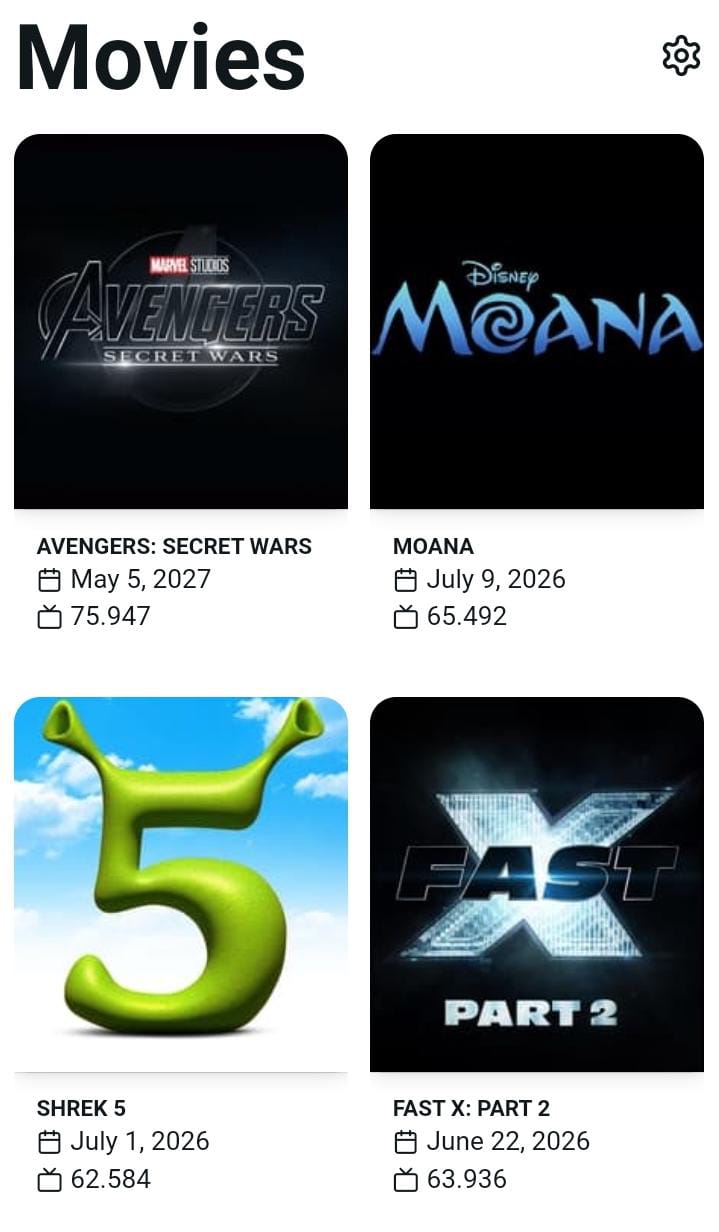 Movies
MARVEL STUDIOS
AVENGERS
SECRET WARS
Disney
MOANA
AVENGERS: SECRET WARS
May 5, 2027
75.947
MOANA
July 9, 2026
65.492
5
FAST X
PART 2
SHREK 5
July 1, 2026
62.584
FAST X: PART 2
June 22, 2026
63.936